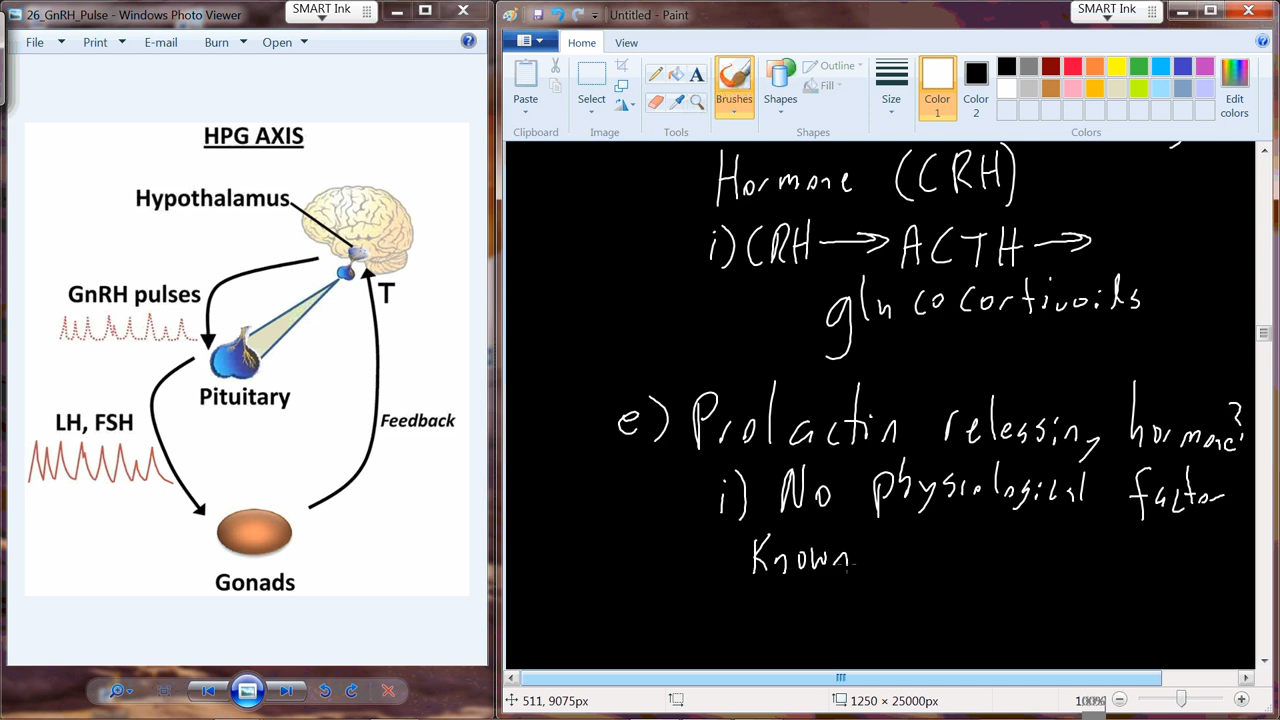 26_GnRH_Pulse - Windows Photo Viewer
SMART Ink
File Print E-mail Burn Open
HPG AXIS
Hypothalamus
GnRH pulses
T
Pituitary
LH, FSH
Feedback
Gonads
Untitled - Paint
SMART Ink
Home View
Paste
Select
Brushes
Shapes
Outline
Fill
Size
Color 1
Color 2
Edit colors
Clipboard
Image
Tools
Shapes
Colors
Hormone (CRH)
i) CRH → ACTH →
glucocorticoids
e) Prolactin releasing hormone?
i) No physiological factor
Known
511, 9075px
1250 × 25000px
100%